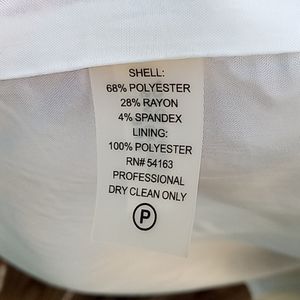 SHELL:
68% POLYESTER
28% RAYON
4% SPANDEX
LINING:
100% POLYESTER
RN# 54163
PROFESSIONAL
DRY CLEAN ONLY
P